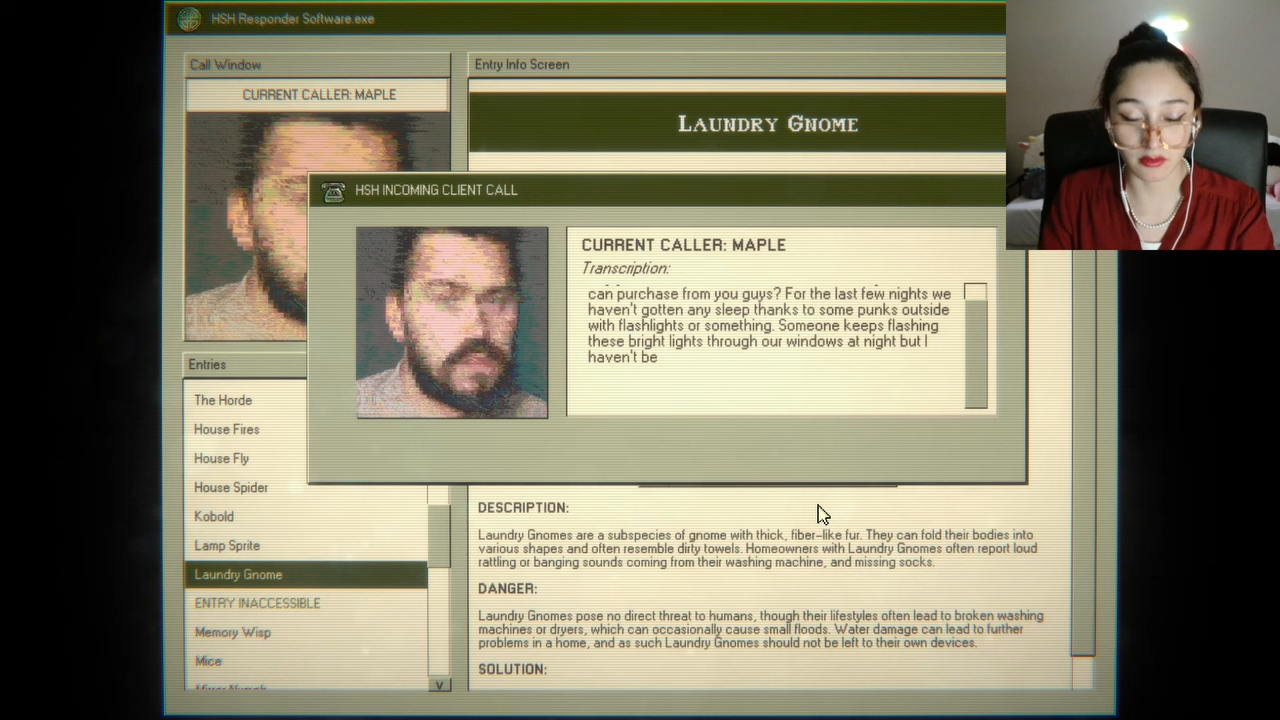 HSH Responder Software.exe
Call Window
CURRENT CALLER: MAPLE
Entry Info Screen
LAUNDRY GNOME
HSH INCOMING CLIENT CALL
CURRENT CALLER: MAPLE
Transcription:
can purchase from you guys? For the last few nights we
haven't gotten any sleep thanks to some punks outside
with flashlights or something. Someone keeps flashing
these bright lights through our windows at night but I
haven't be
Entries
The Horde
House Fires
House Fly
House Spider
Kobold
Lamp Sprite
Laundry Gnome
ENTRY INACCESSIBLE
Memory Wisp
Mice
V
DESCRIPTION:
Laundry Gnomes are a subspecies of gnome with thick, fiber-like fur. They can fold their bodies into
various shapes and often resemble dirty towels. Homeowners with Laundry Gnomes often report loud
rattling or banging sounds coming from their washing machine, and missing socks.
DANGER:
Laundry Gnomes pose no direct threat to humans, though their lifestyles often lead to broken washing
machines or dryers, which can occasionally cause small floods. Water damage can lead to further
problems in a home, and as such Laundry Gnomes should not be left to their own devices.
SOLUTION: